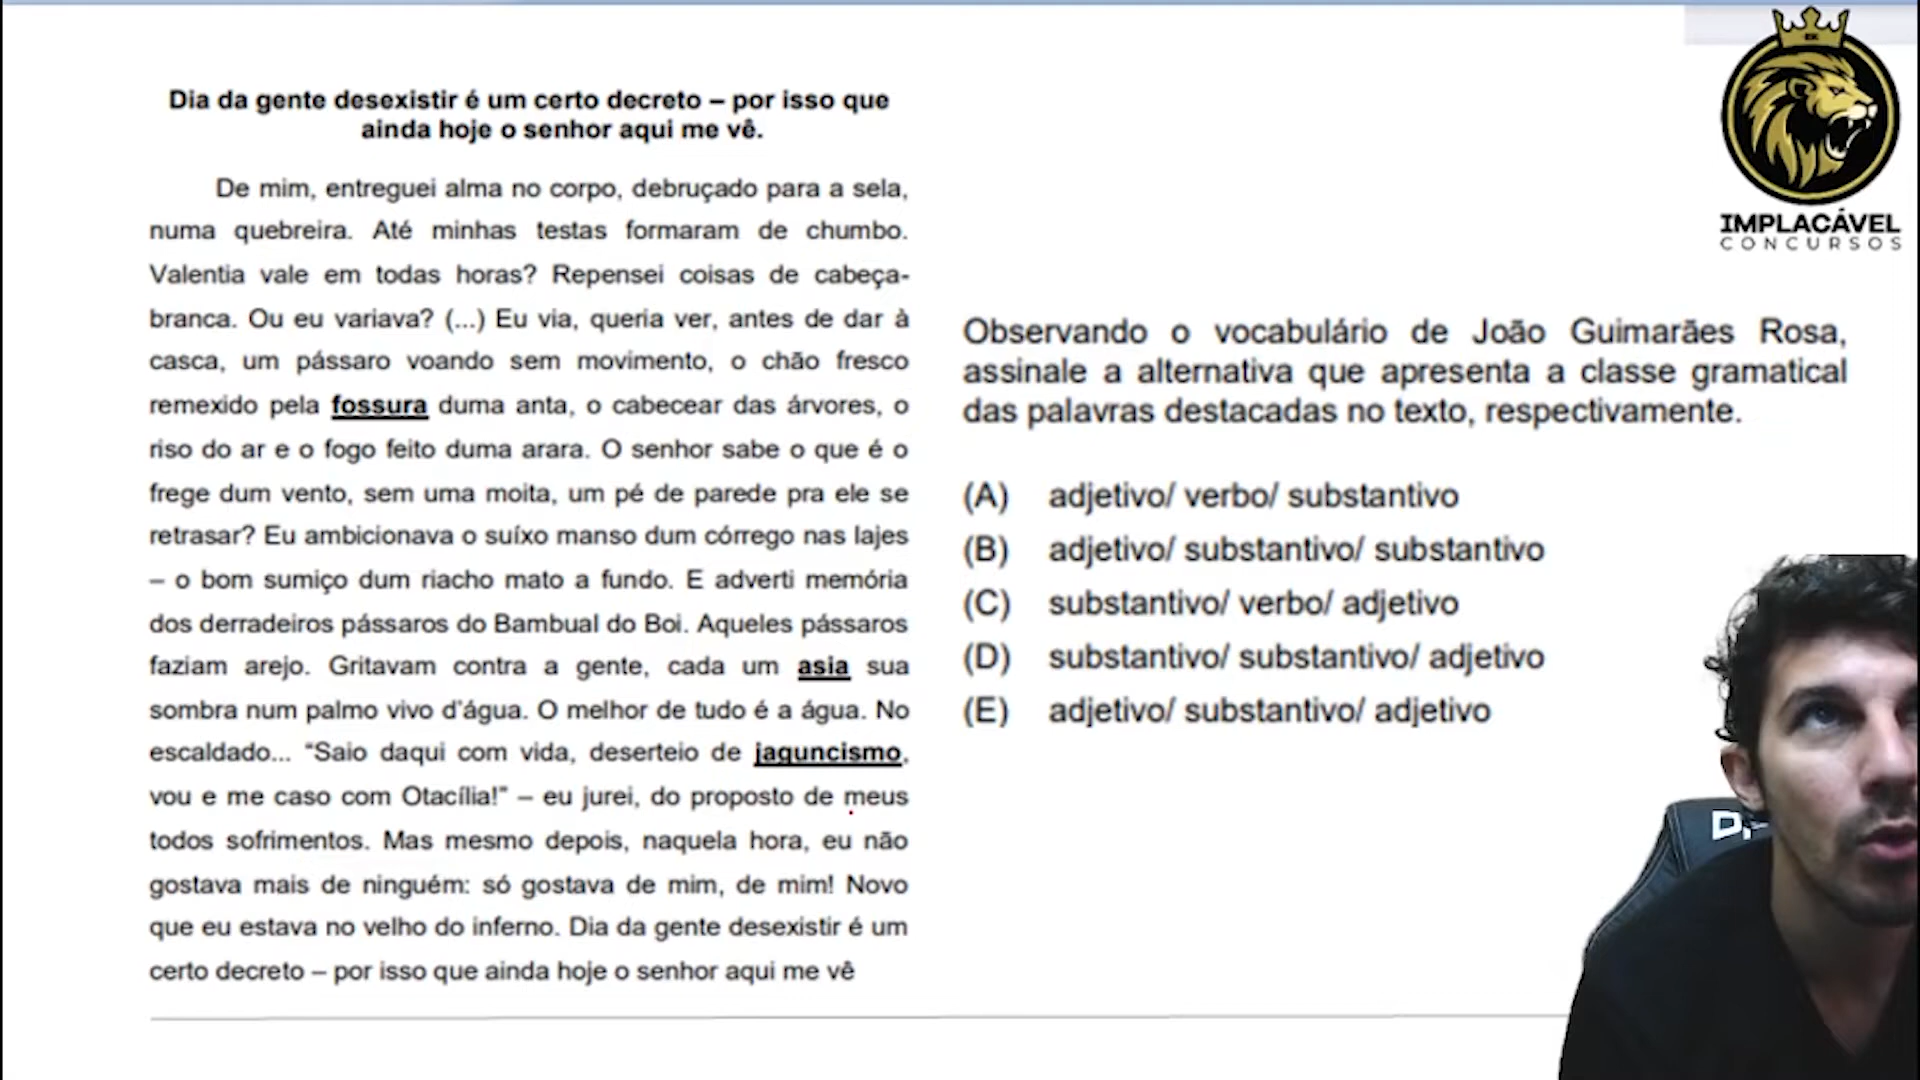 Dia da gente desexistir é um certo decreto – por isso que
ainda hoje o senhor aqui me vê.
De mim, entreguei alma no corpo, debruçado para a sela,
numa quebreira. Até minhas testas formaram de chumbo.
Valentia vale em todas horas? Repensei coisas de cabeça-
branca. Ou eu variava? (...) Eu via, queria ver, antes de dar à
casca, um pássaro voando sem movimento, o chão fresco
remexido pela fossura duma anta, o cabecear das árvores, o
riso do ar e o fogo feito duma arara. O senhor sabe o que é o
frege dum vento, sem uma moita, um pé de parede pra ele se
retrasar? Eu ambicionava o suíxo manso dum córrego nas lajes
– o bom sumiço dum riacho mato a fundo. E adverti memória
dos derradeiros pássaros do Bambual do Boi. Aqueles pássaros
faziam arejo. Gritavam contra a gente, cada um asia sua
sombra num palmo vivo d'água. O melhor de tudo é a água. No
escaldado... "Saio daqui com vida, deserteio de jaguncismo,
vou e me caso com Otacília!" – eu jurei, do proposto de meus
todos sofrimentos. Mas mesmo depois, naquela hora, eu não
gostava mais de ninguém: só gostava de mim, de mim! Novo
que eu estava no velho do inferno. Dia da gente desexistir é um
certo decreto – por isso que ainda hoje o senhor aqui me vê
IMPLACÁVEL
CONCURSOS
Observando o vocabulário de João Guimarães Rosa,
assinale a alternativa que apresenta a classe gramatical
das palavras destacadas no texto, respectivamente.
(A) adjetivo/ verbo/ substantivo
(B) adjetivo/ substantivo/ substantivo
(C) substantivo/ verbo/ adjetivo
(D) substantivo/ substantivo/ adjetivo
(E) adjetivo/ substantivo/ adjetivo